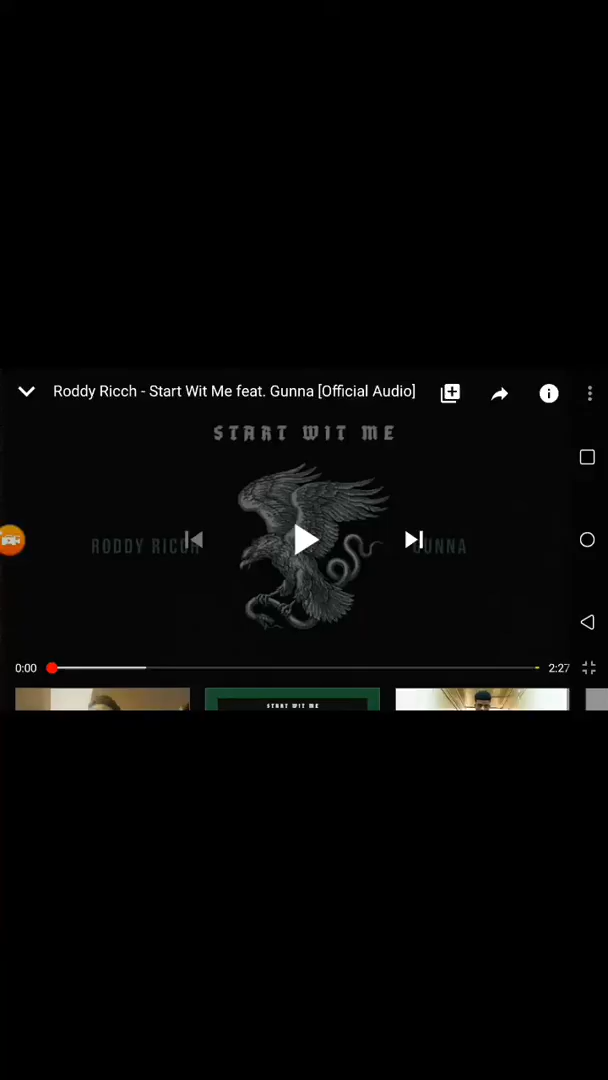 Roddy Ricch - Start Wit Me feat. Gunna [Official Audio]
START WIT ME
RODDY RICCH
GUNNA
0:00
2:27
START WIT ME